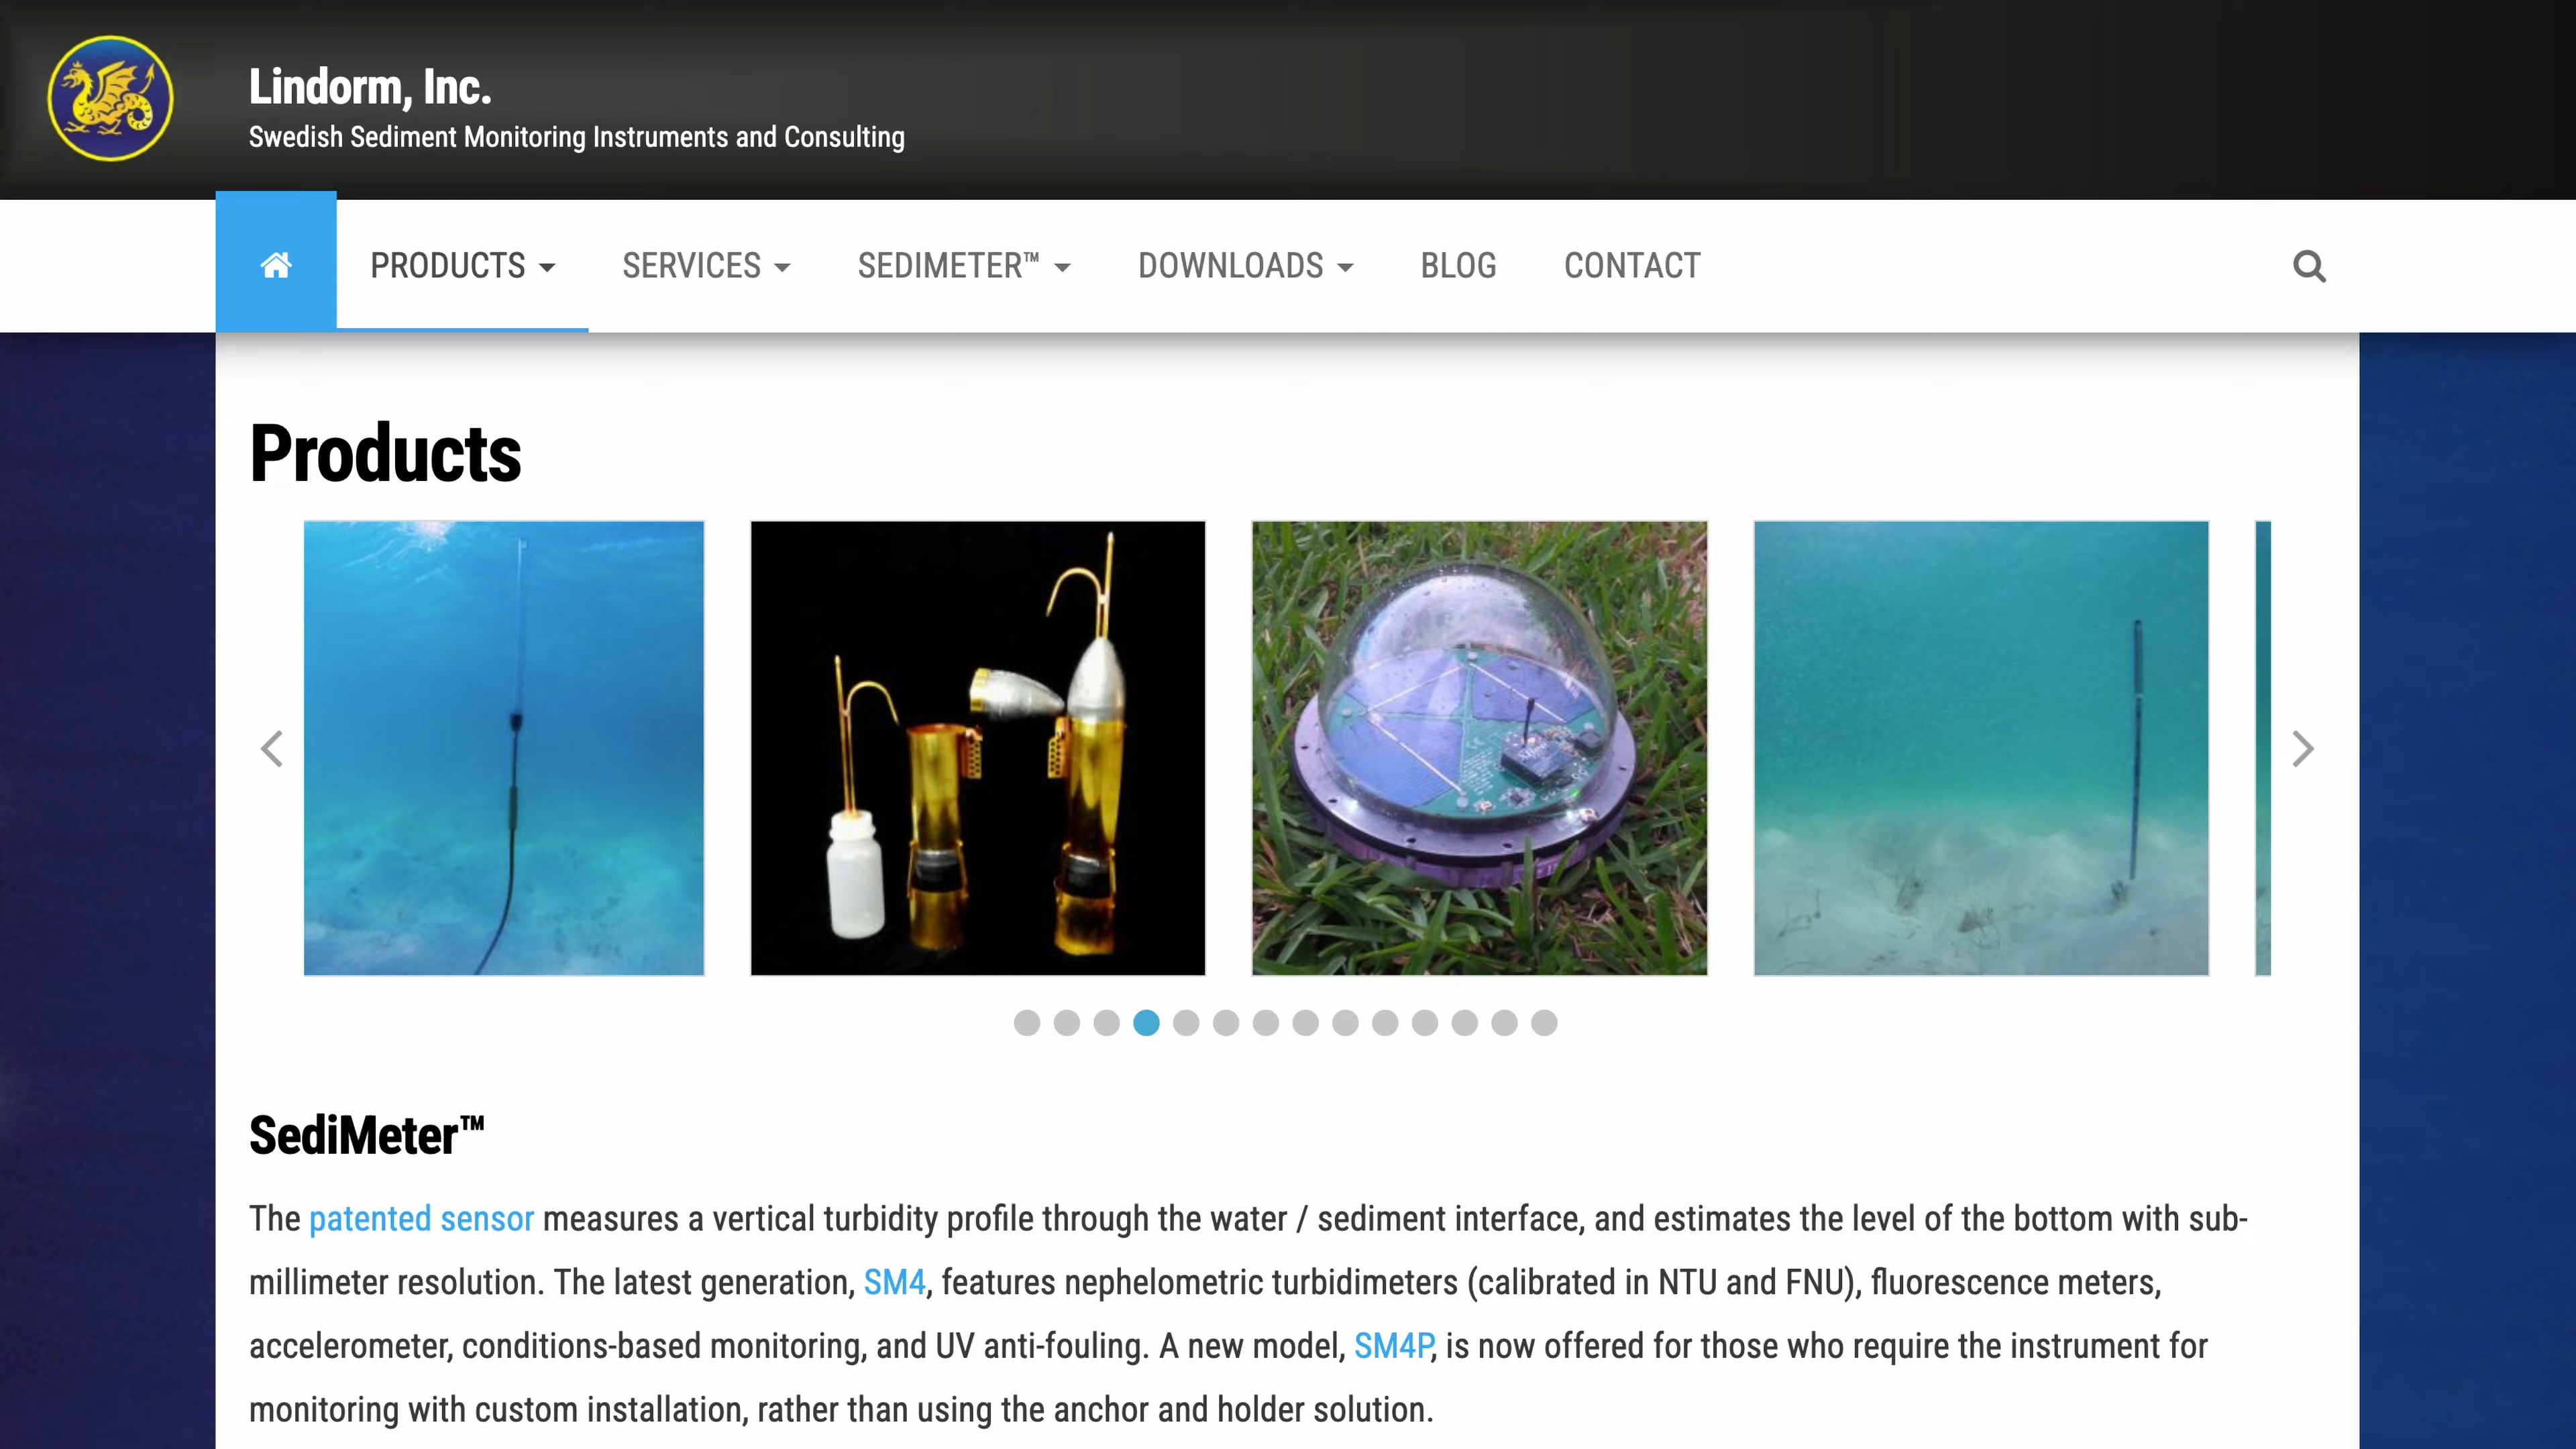 Lindorm, Inc.
Swedish Sediment Monitoring Instruments and Consulting
PRODUCTS
SERVICES
SEDIMETER™
DOWNLOADS
BLOG
CONTACT
Products
SediMeter™
The patented sensor measures a vertical turbidity profile through the water / sediment interface, and estimates the level of the bottom with sub-
millimeter resolution. The latest generation, SM4, features nephelometric turbidimeters (calibrated in NTU and FNU), fluorescence meters,
accelerometer, conditions-based monitoring, and UV anti-fouling. A new model, SM4P, is now offered for those who require the instrument for
monitoring with custom installation, rather than using the anchor and holder solution.